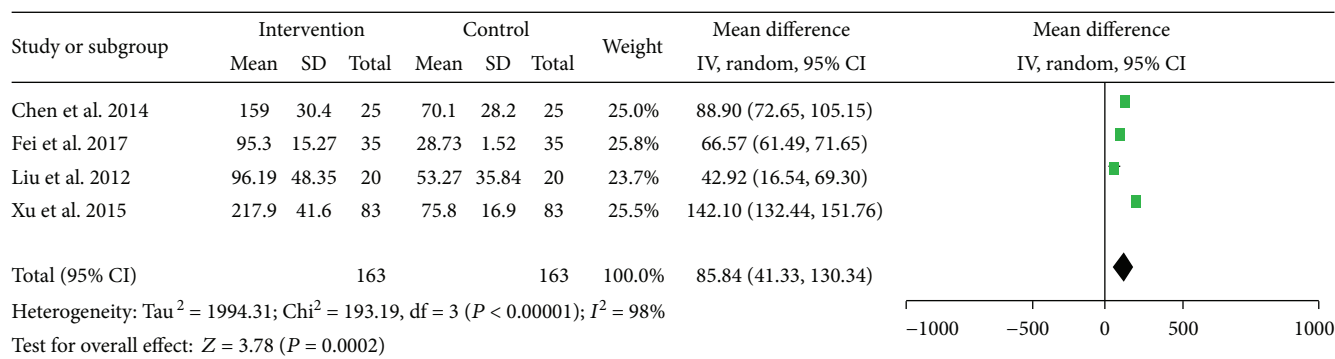 Study or subgroup Intervention Control Weight Mean difference Mean difference
Mean SD Total Mean SD Total IV, random, 95% CI IV, random, 95% CI
Chen et al. 2014 159 30.4 25 70.1 28.2 25 25.0% 88.90 (72.65, 105.15)
Fei et al. 2017 95.3 15.27 35 28.73 1.52 35 25.8% 66.57 (61.49, 71.65)
Liu et al. 2012 96.19 48.35 20 53.27 35.84 20 23.7% 42.92 (16.54, 69.30)
Xu et al. 2015 217.9 41.6 83 75.8 16.9 83 25.5% 142.10 (132.44, 151.76)
Total (95% CI) 163 163 100.0% 85.84 (41.33, 130.34)
Heterogeneity: Tau² = 1994.31; Chi² = 193.19, df = 3 (P < 0.00001); I² = 98%
Test for overall effect: Z = 3.78 (P = 0.0002)
−1000 −500 0 500 1000